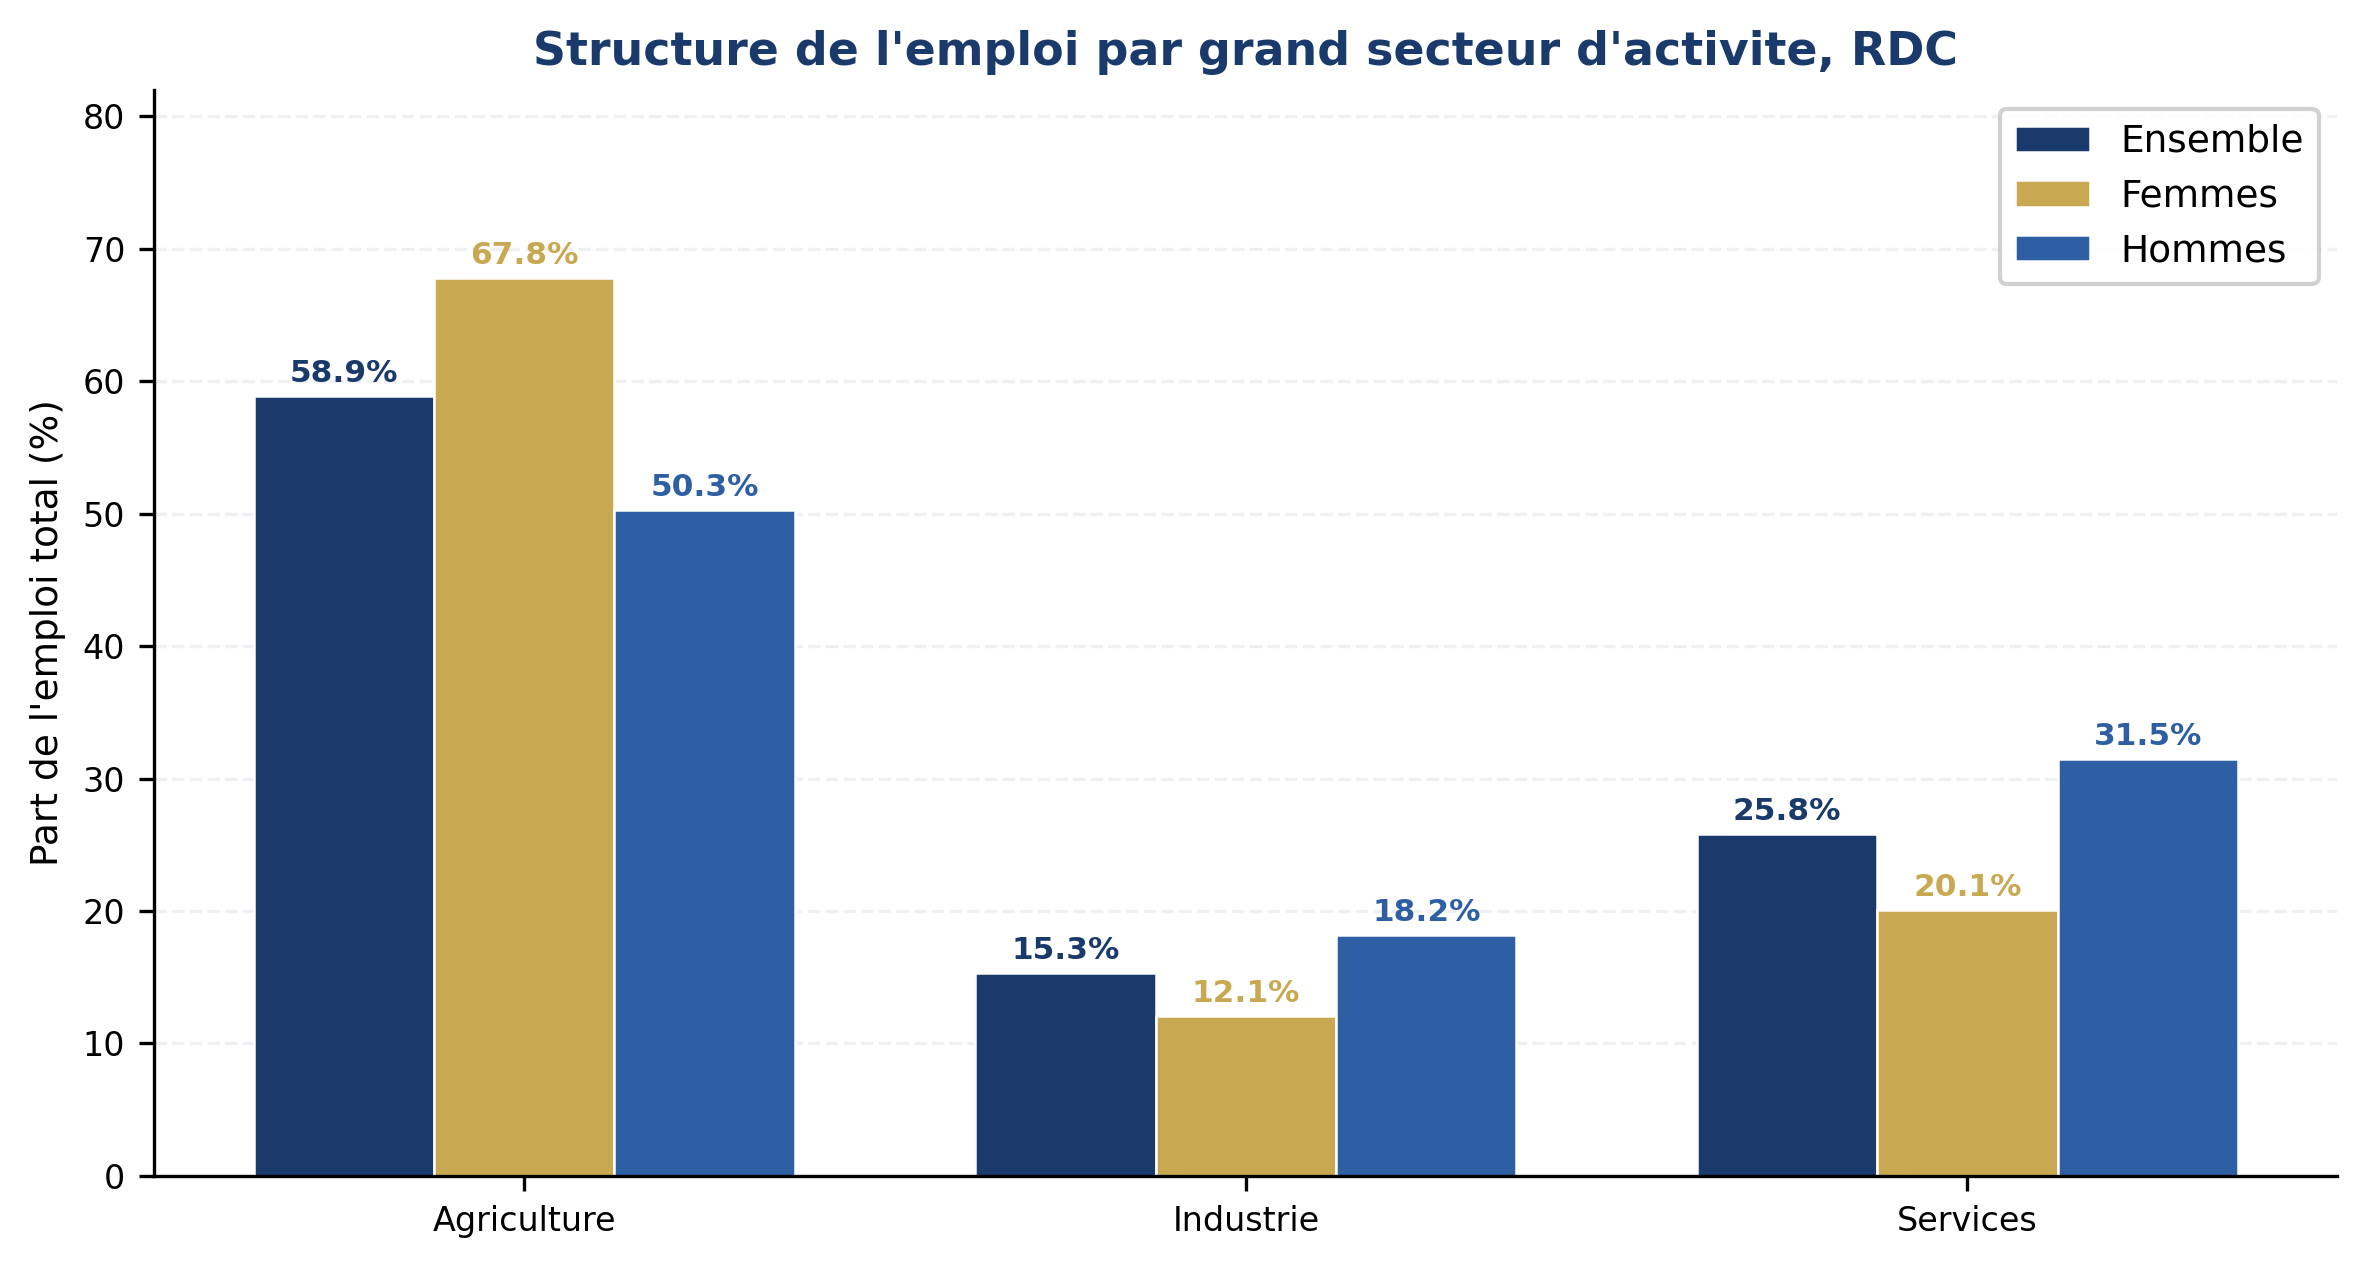 Structure de l'emploi par grand secteur d'activite, RDC
Ensemble
Femmes
Hommes
Part de l'emploi total (%)
80
70
60
50
40
30
20
10
0
58.9%
67.8%
50.3%
15.3%
12.1%
18.2%
25.8%
20.1%
31.5%
Agriculture
Industrie
Services